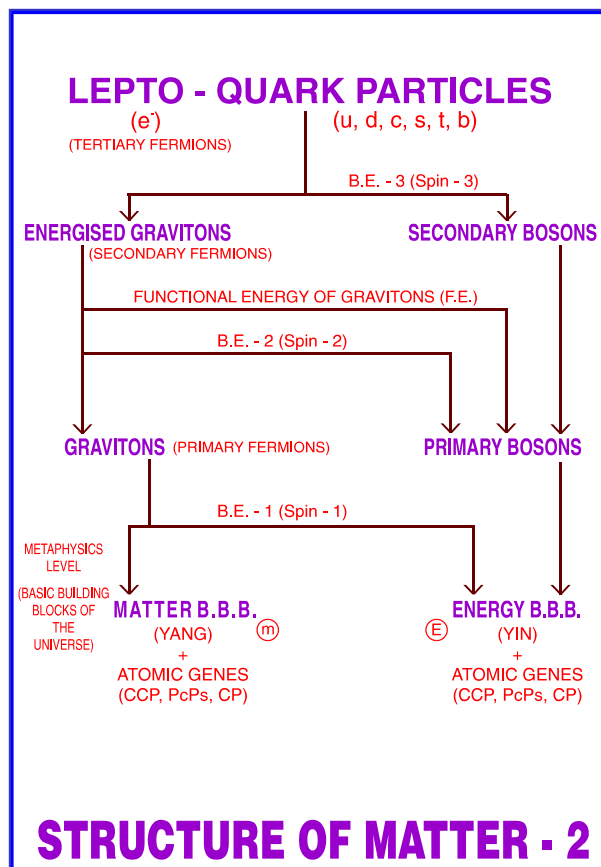 LEPTO - QUARK PARTICLES
(e-) (u, d, c, s, t, b)
(TERTIARY FERMIONS)
B.E. - 3 (Spin - 3)
ENERGISED GRAVITONS SECONDARY BOSONS
(SECONDARY FERMIONS)
FUNCTIONAL ENERGY OF GRAVITONS (F.E.)
B.E. - 2 (Spin - 2)
GRAVITONS (PRIMARY FERMIONS) PRIMARY BOSONS
B.E. - 1 (Spin - 1)
METAPHYSICS
LEVEL
(BASIC BUILDING
BLOCKS OF
THE
UNIVERSE)
MATTER B.B.B. m
(YANG)
+
ATOMIC GENES
(CCP, PcPs, CP)
ENERGY B.B.B.
E (YIN)
+
ATOMIC GENES
(CCP, PcPs, CP)
STRUCTURE OF MATTER - 2